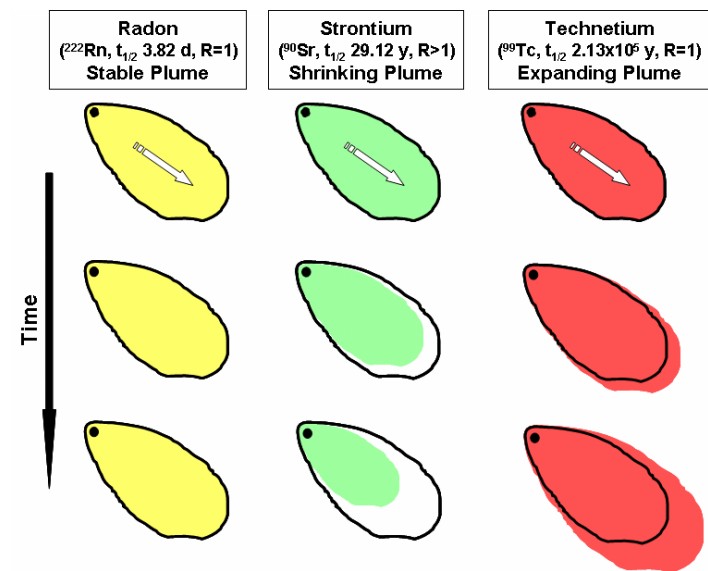 Radon
(²²²Rn, t₁/₂ 3.82 d, R=1)
Stable Plume
Strontium
(⁹⁰Sr, t₁/₂ 29.12 y, R>1)
Shrinking Plume
Technetium
(⁹⁹Tc, t₁/₂ 2.13x10⁵ y, R=1)
Expanding Plume
Time